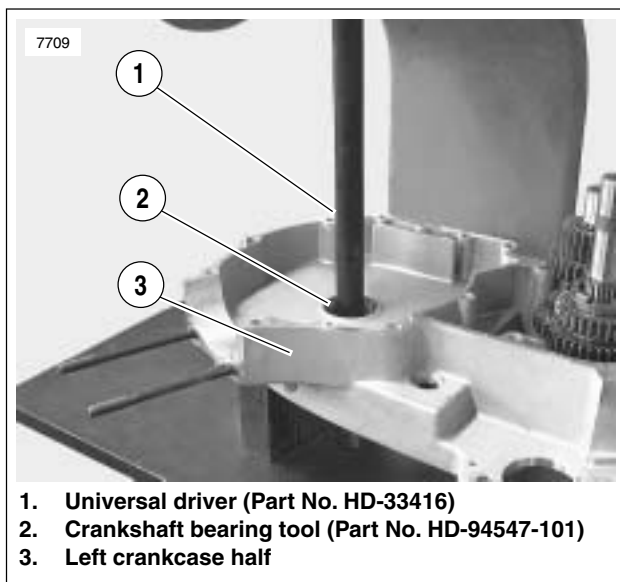 7709
1
2
3
1. Universal driver (Part No. HD-33416)
2. Crankshaft bearing tool (Part No. HD-94547-101)
3. Left crankcase half